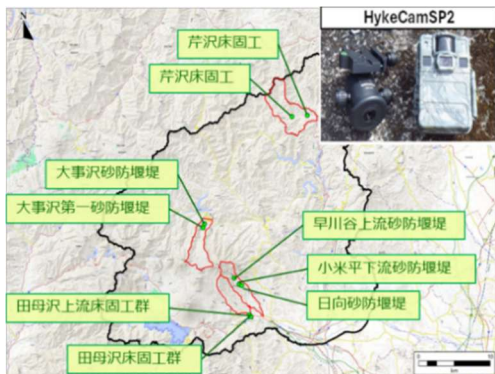 HykeCamSP2
N
芹沢床固工
芹沢床固工
大事沢砂防堰堤
大事沢第一砂防堰堤
早川谷上流砂防堰堤
小米平下流砂防堰堤
日向砂防堰堤
田母沢上流床固工群
田母沢床固工群